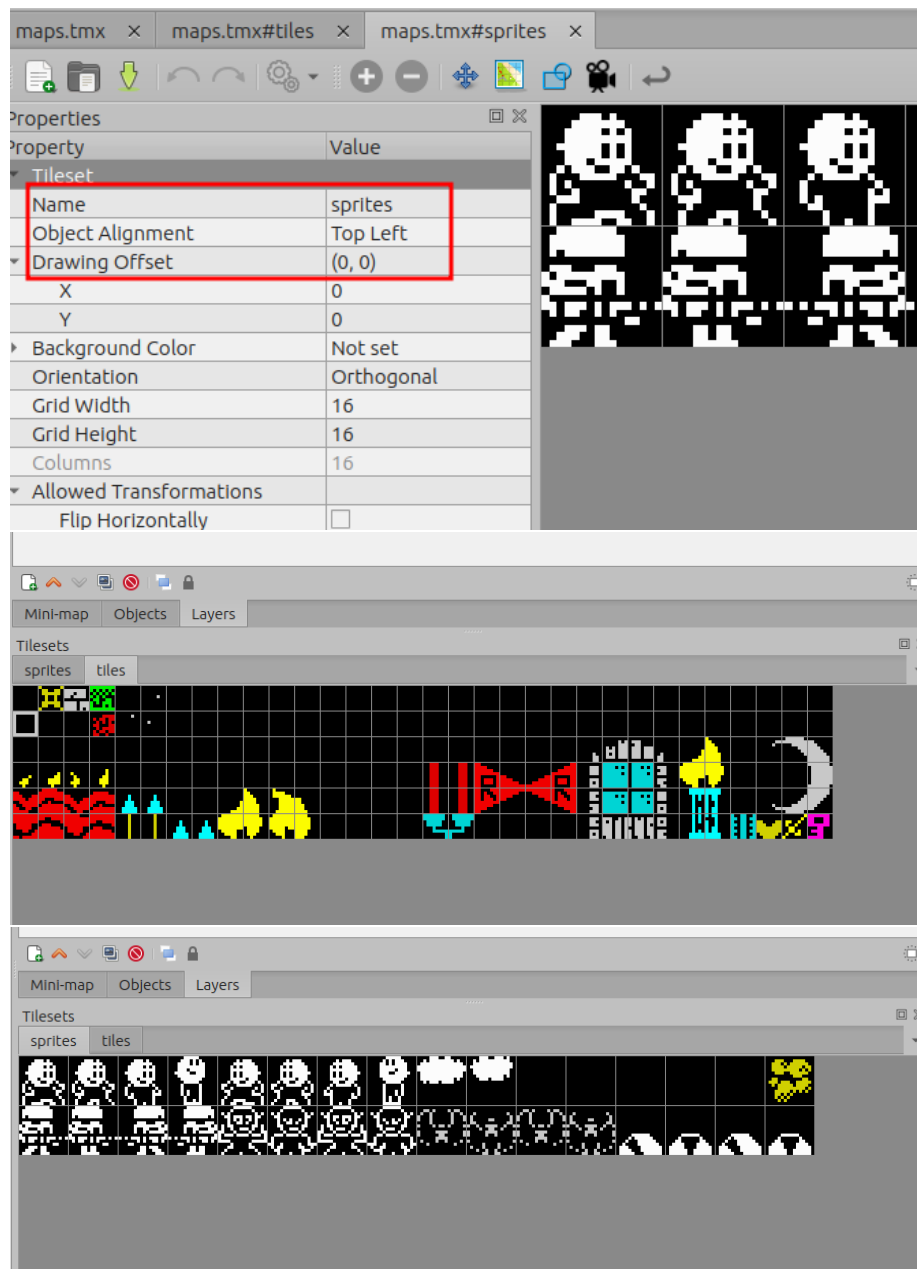 maps.tmx × maps.tmx#tiles × maps.tmx#sprites ×
Properties
Property Value
Tileset
Name sprites
Object Alignment Top Left
Drawing Offset (0, 0)
X 0
Y 0
Background Color Not set
Orientation Orthogonal
Grid Width 16
Grid Height 16
Columns 16
Allowed Transformations
Flip Horizontally
Mini-map Objects Layers
Tilesets
sprites tiles
Mini-map Objects Layers
Tilesets
sprites tiles